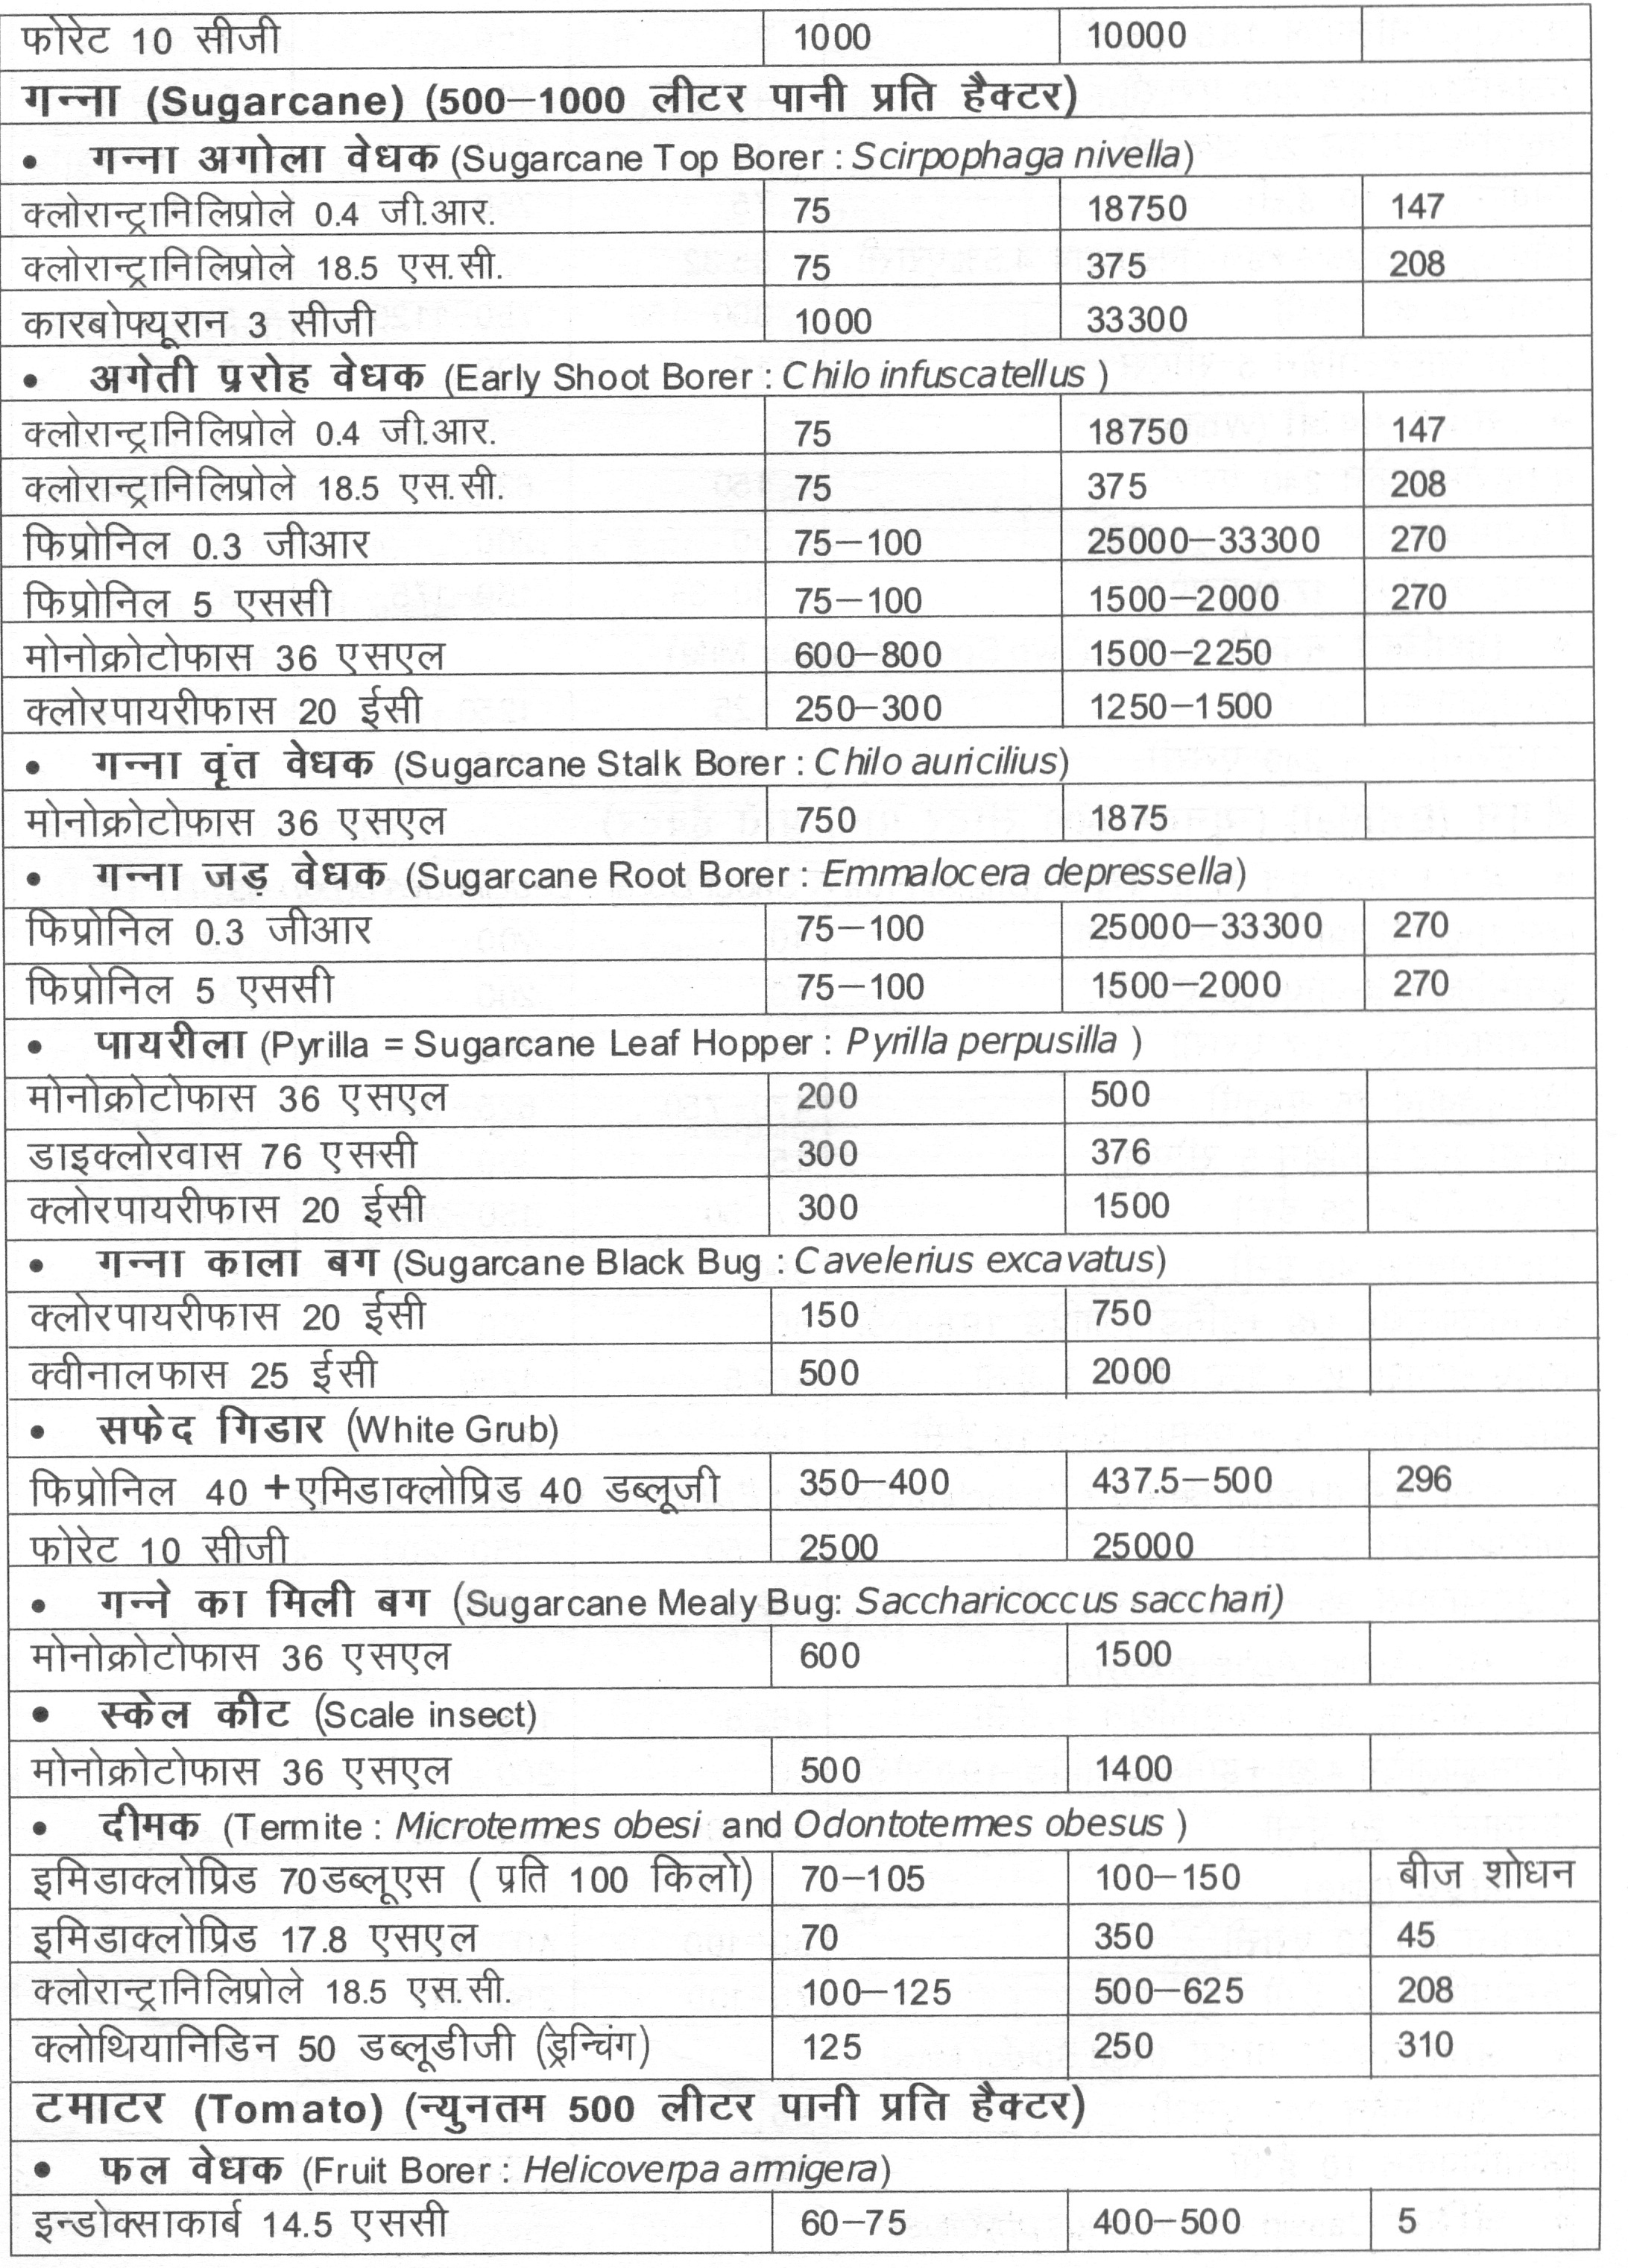 फोरेट 10 सीजी 1000 10000
गन्ना (Sugarcane) (500–1000 लीटर पानी प्रति हैक्टर)
• गन्ना अगोला वेधक (Sugarcane Top Borer : Scirpophaga nivella)
क्लोरान्ट्रानिलिप्रोले 0.4 जी.आर. 75 18750 147
क्लोरान्ट्रानिलिप्रोले 18.5 एस.सी. 75 375 208
कारबोफ्यूरान 3 सीजी 1000 33300
• अगेती प्ररोह वेधक (Early Shoot Borer : Chilo infuscatellus )
क्लोरान्ट्रानिलिप्रोले 0.4 जी.आर. 75 18750 147
क्लोरान्ट्रानिलिप्रोले 18.5 एस.सी. 75 375 208
फिप्रोनिल 0.3 जीआर 75–100 25000–33300 270
फिप्रोनिल 5 एससी 75–100 1500–2000 270
मोनोक्रोटोफास 36 एसएल 600–800 1500–2250
क्लोरपायरीफास 20 ईसी 250–300 1250–1500
• गन्ना वृंत वेधक (Sugarcane Stalk Borer : Chilo auricilius)
मोनोक्रोटोफास 36 एसएल 750 1875
• गन्ना जड़ वेधक (Sugarcane Root Borer : Emmalocera depressella)
फिप्रोनिल 0.3 जीआर 75–100 25000–33300 270
फिप्रोनिल 5 एससी 75–100 1500–2000 270
• पायरीला (Pyrilla = Sugarcane Leaf Hopper : Pyrilla perpusilla )
मोनोक्रोटोफास 36 एसएल 200 500
डाइक्लोरवास 76 एससी 300 376
क्लोरपायरीफास 20 ईसी 300 1500
• गन्ना काला बग (Sugarcane Black Bug : Cavelerius excavatus)
क्लोरपायरीफास 20 ईसी 150 750
क्वीनालफास 25 ईसी 500 2000
• सफेद गिडार (White Grub)
फिप्रोनिल 40 +एमिडाक्लोप्रिड 40 डब्लूजी 350–400 437.5–500 296
फोरेट 10 सीजी 2500 25000
• गन्ने का मिली बग (Sugarcane Mealy Bug: Saccharicoccus sacchari)
मोनोक्रोटोफास 36 एसएल 600 1500
• स्केल कीट (Scale insect)
मोनोक्रोटोफास 36 एसएल 500 1400
• दीमक (Termite : Microtermes obesi and Odontotermes obesus )
इमिडाक्लोप्रिड 70डब्लूएस ( प्रति 100 किलो) 70–105 100–150 बीज शोधन
इमिडाक्लोप्रिड 17.8 एसएल 70 350 45
क्लोरान्ट्रानिलिप्रोले 18.5 एस.सी. 100–125 500–625 208
क्लोथियानिडिन 50 डब्लूडीजी (ड्रेन्चिंग) 125 250 310
टमाटर (Tomato) (न्युनतम 500 लीटर पानी प्रति हैक्टर)
• फल वेधक (Fruit Borer : Helicoverpa armigera)
इन्डोक्साकार्ब 14.5 एससी 60–75 400–500 5